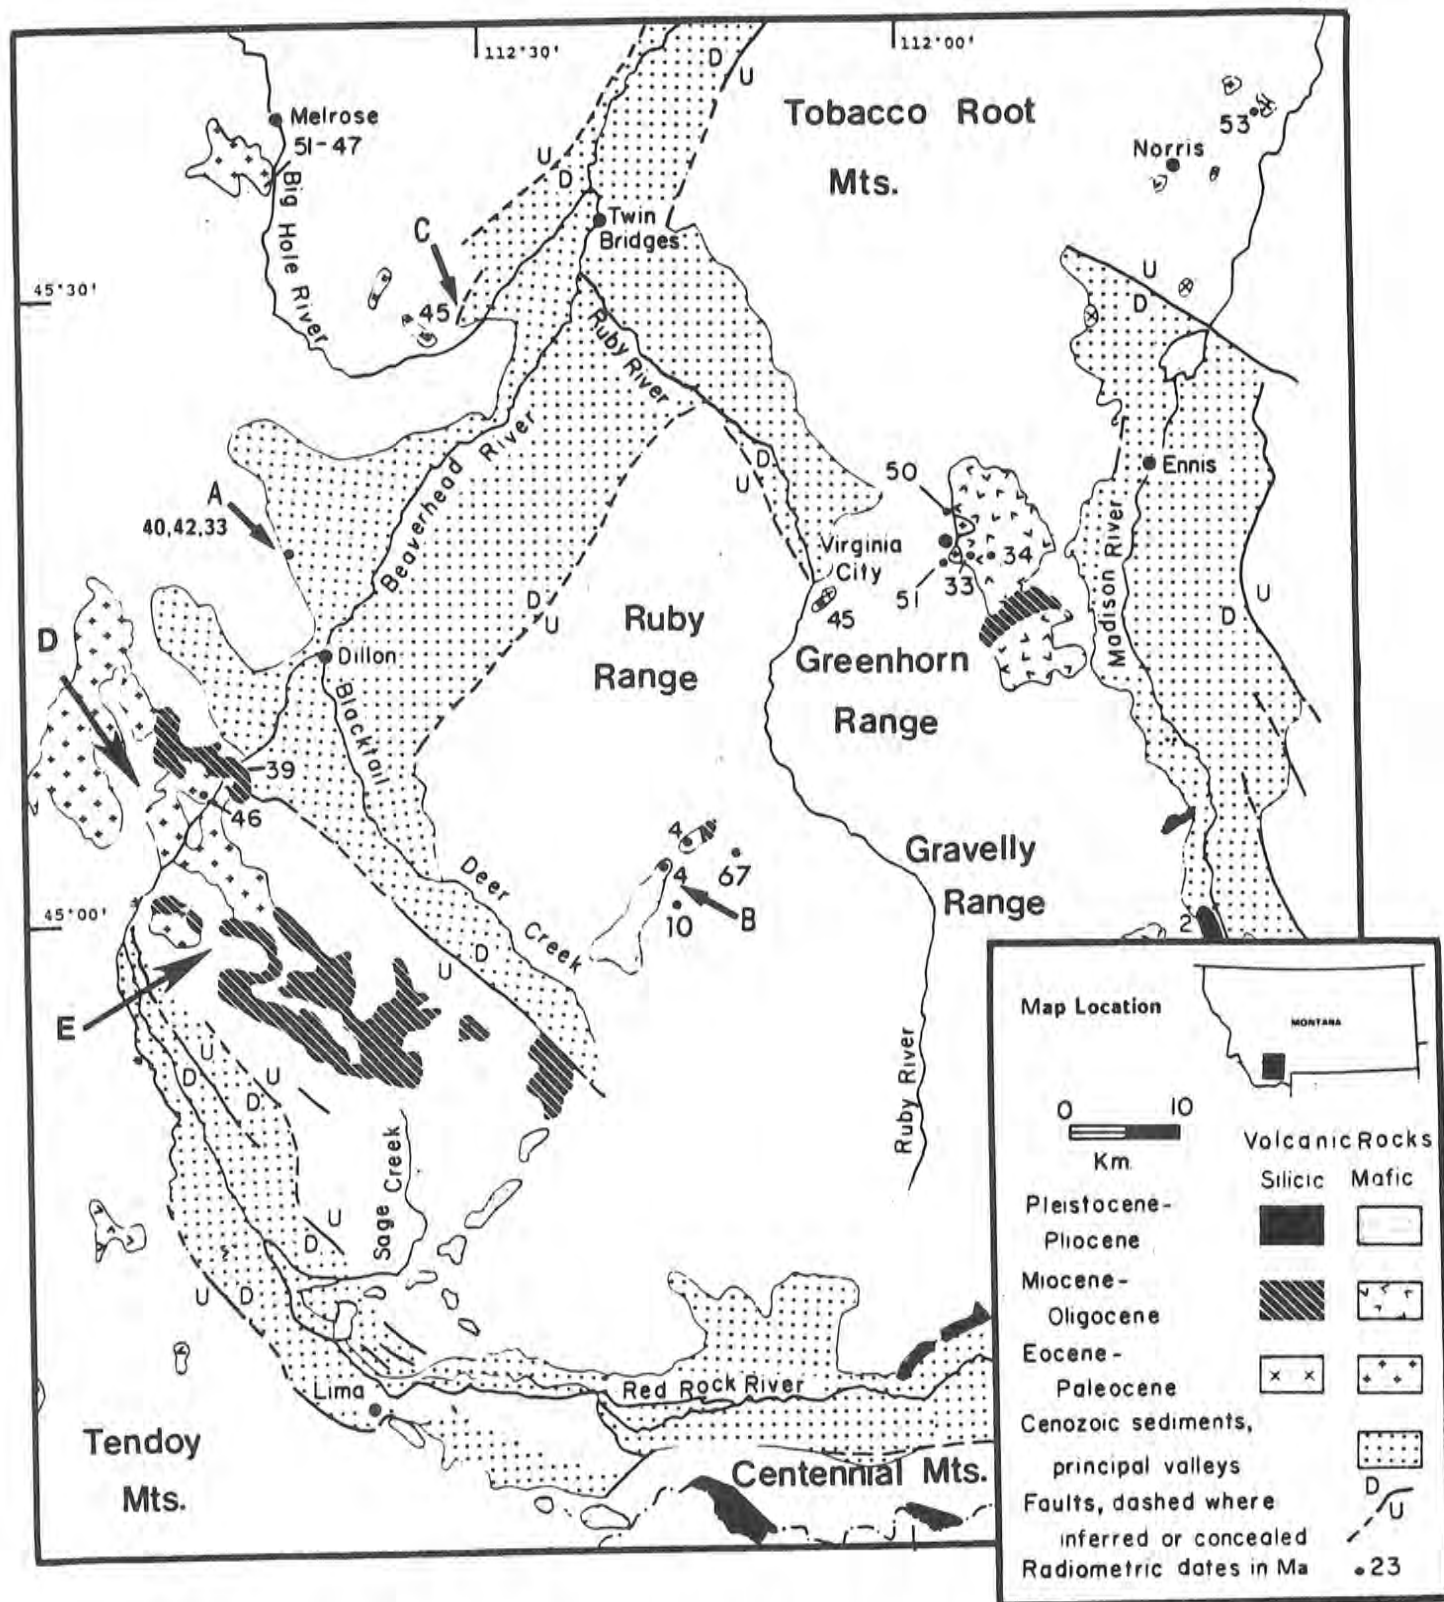 112°30'
112°00'
Melrose
51-47
Big Hole River
U
D
D
U
Tobacco Root
Mts.
53
Norris
Twin
Bridges
C
45°30'
45
Ruby River
U
D
Beaverhead River
A
40,42,33
D
U
D
U
50
Ennis
Madison River
Virginia
City
34
33
51
45
U
D
D
Dillon
Ruby
Range
Greenhorn
Range
Blacktail
Deer
Creek
39
46
4
4
67
10
B
Gravelly
Range
45°00'
2
U
D
E
U
D
U
D
Sage Creek
U
D
U
D
Ruby River
Lima
Red Rock River
Tendoy
Mts.
Centennial Mts.
Map Location
MONTANA
0 10
Km.
Volcanic Rocks
Silicic Mafic
Pleistocene-
Pliocene
Miocene-
Oligocene
Eocene-
Paleocene
Cenozoic sediments,
principal valleys
Faults, dashed where
inferred or concealed
D
U
Radiometric dates in Ma
23